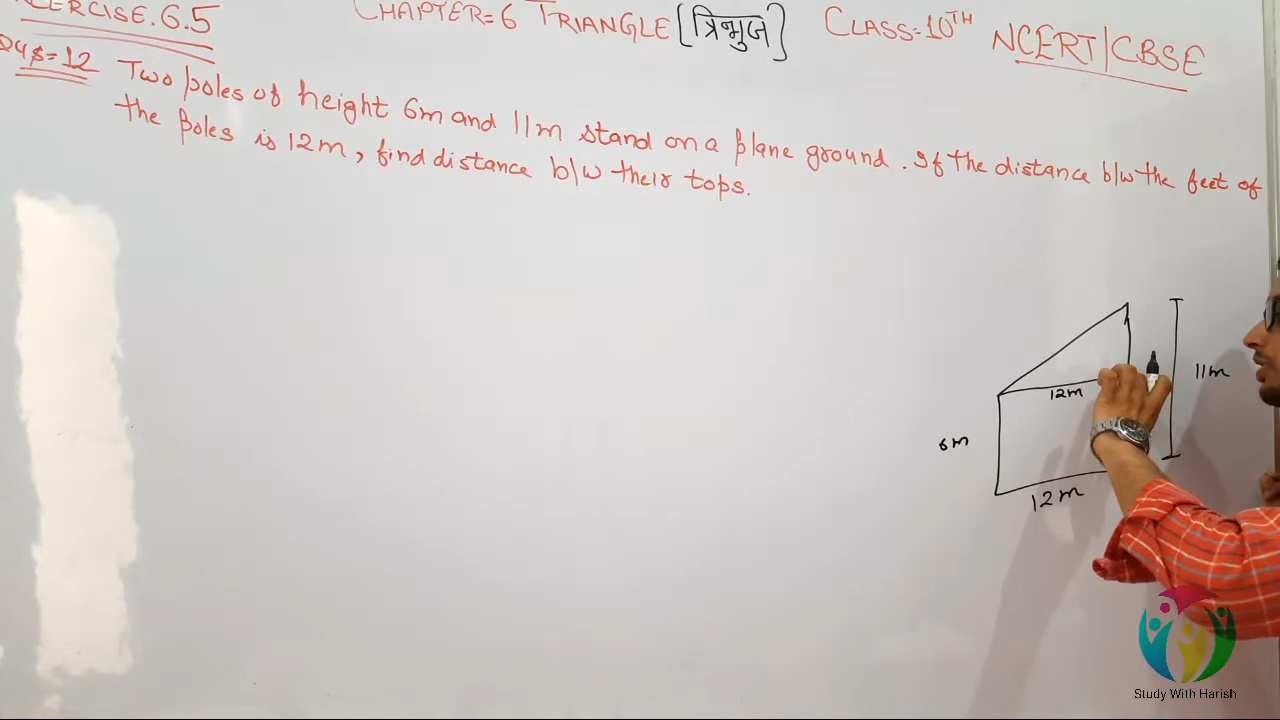 ERCISE.6.5
CHAPTER=6 TRIANGLE [त्रिभुज] CLASS=10TH NCERT/CBSE
Qus=12 Two poles of height 6m and 11m stand on a plane ground. If the distance b/w the feet of
the poles is 12m, find distance b/w their tops.
11m
12m
6m
12m
Study With Harish